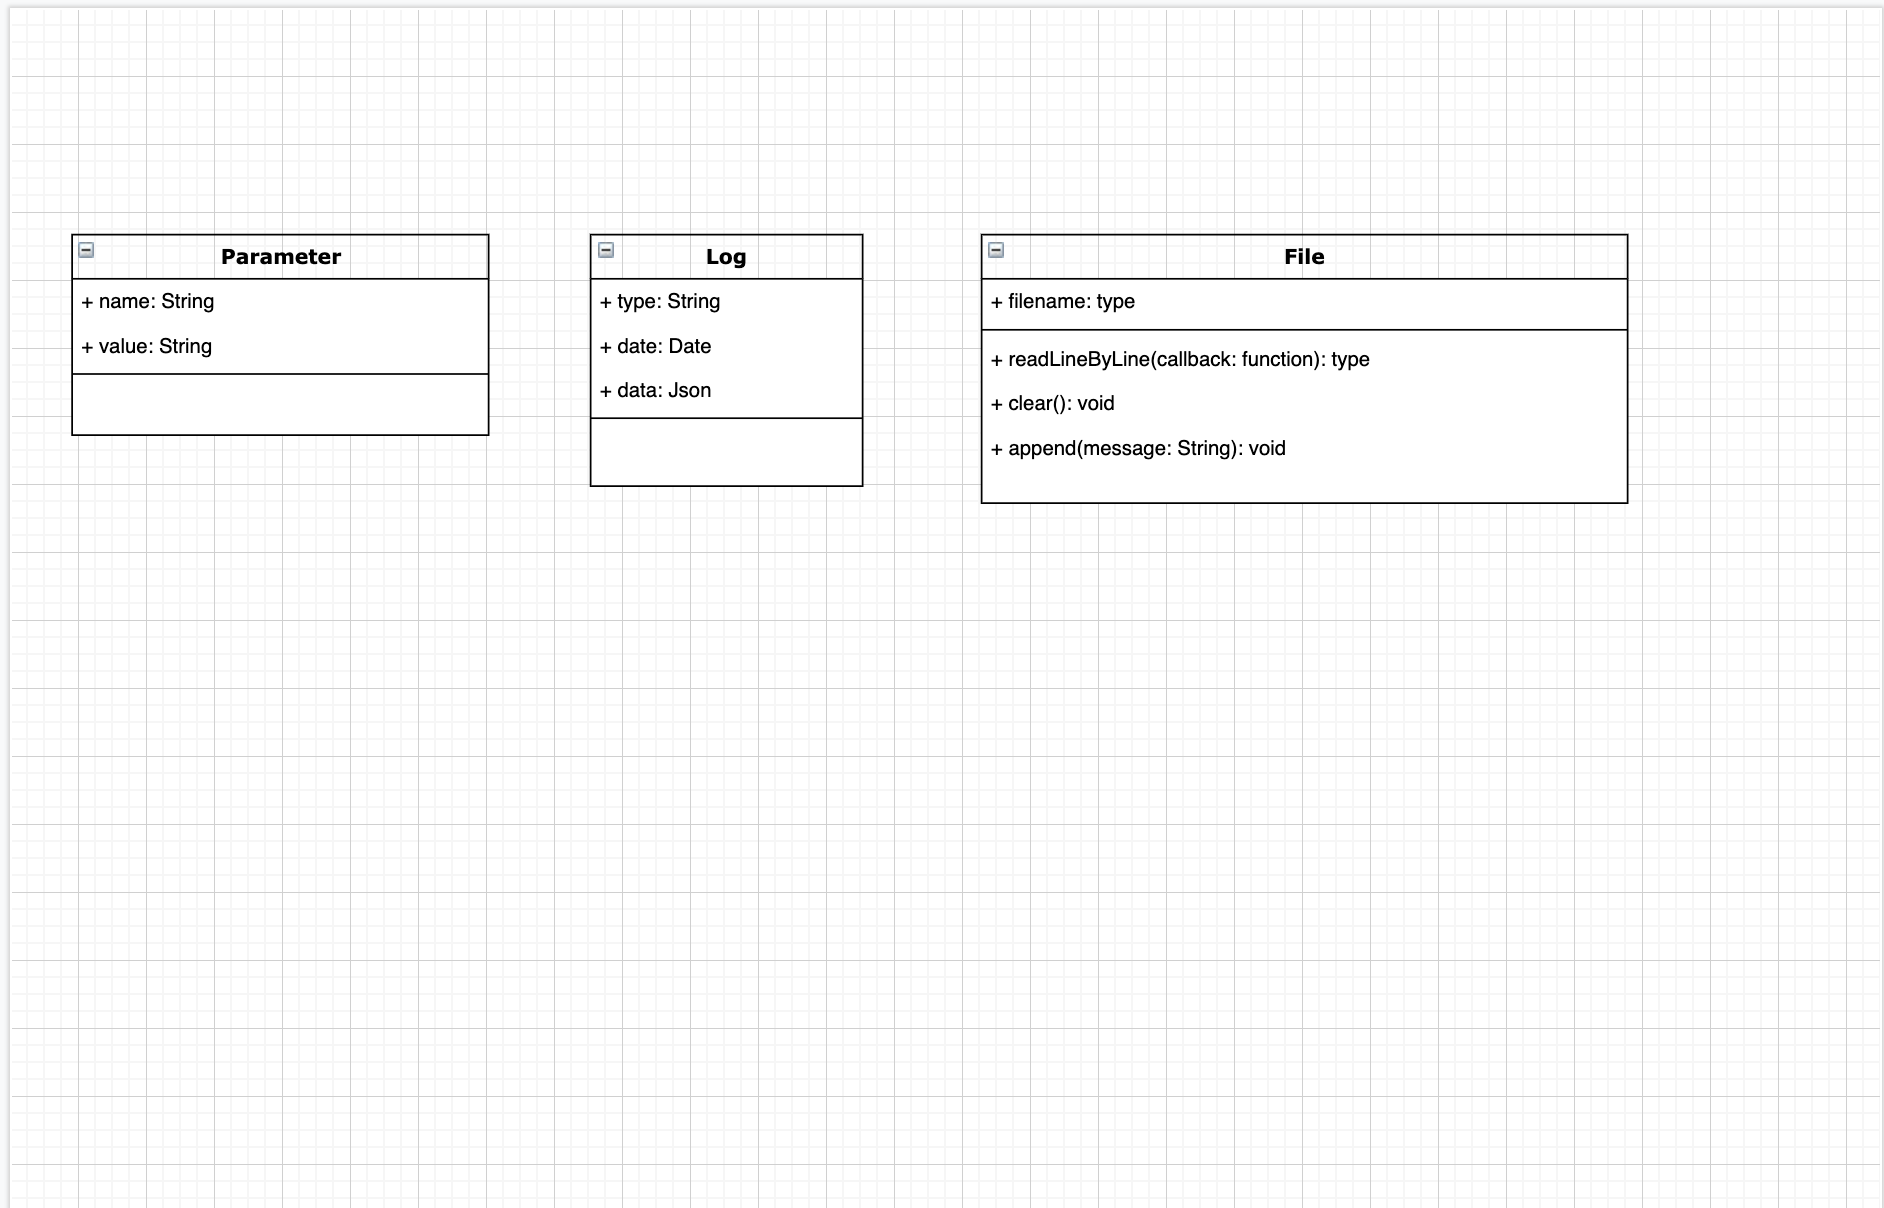 Parameter
+ name: String
+ value: String
Log
+ type: String
+ date: Date
+ data: Json
File
+ filename: type
+ readLineByLine(callback: function): type
+ clear(): void
+ append(message: String): void